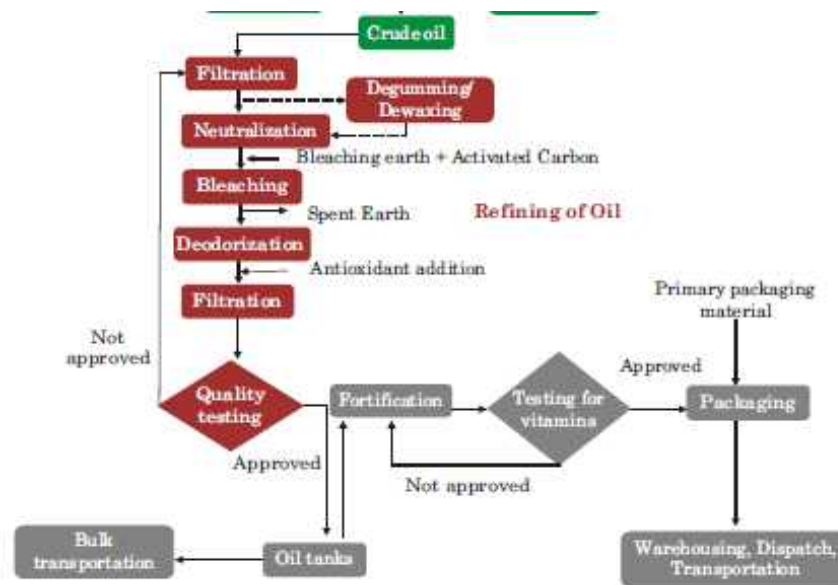 Crude oil
Filtration
Degumming/
Dewaxing
Neutralization
Bleaching earth + Activated Carbon
Bleaching
Spent Earth
Refining of Oil
Deodorization
Antioxidant addition
Filtration
Primary packaging
material
Not
approved
Approved
Quality
testing
Fortification
Testing for
vitamins
Packaging
Approved
Not approved
Bulk
transportation
Oil tanks
Warehousing, Dispatch,
Transportation